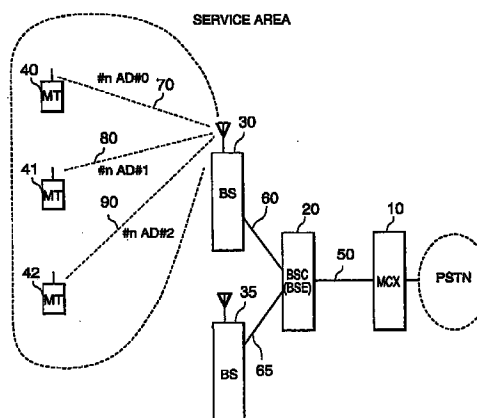 SERVICE AREA
40
MT
#n AD#0
70
80
41
MT
#n AD#1
90
#n AD#2
42
MT
30
BS
60
20
BSC
(BSE)
50
10
MCX
PSTN
35
BS
65